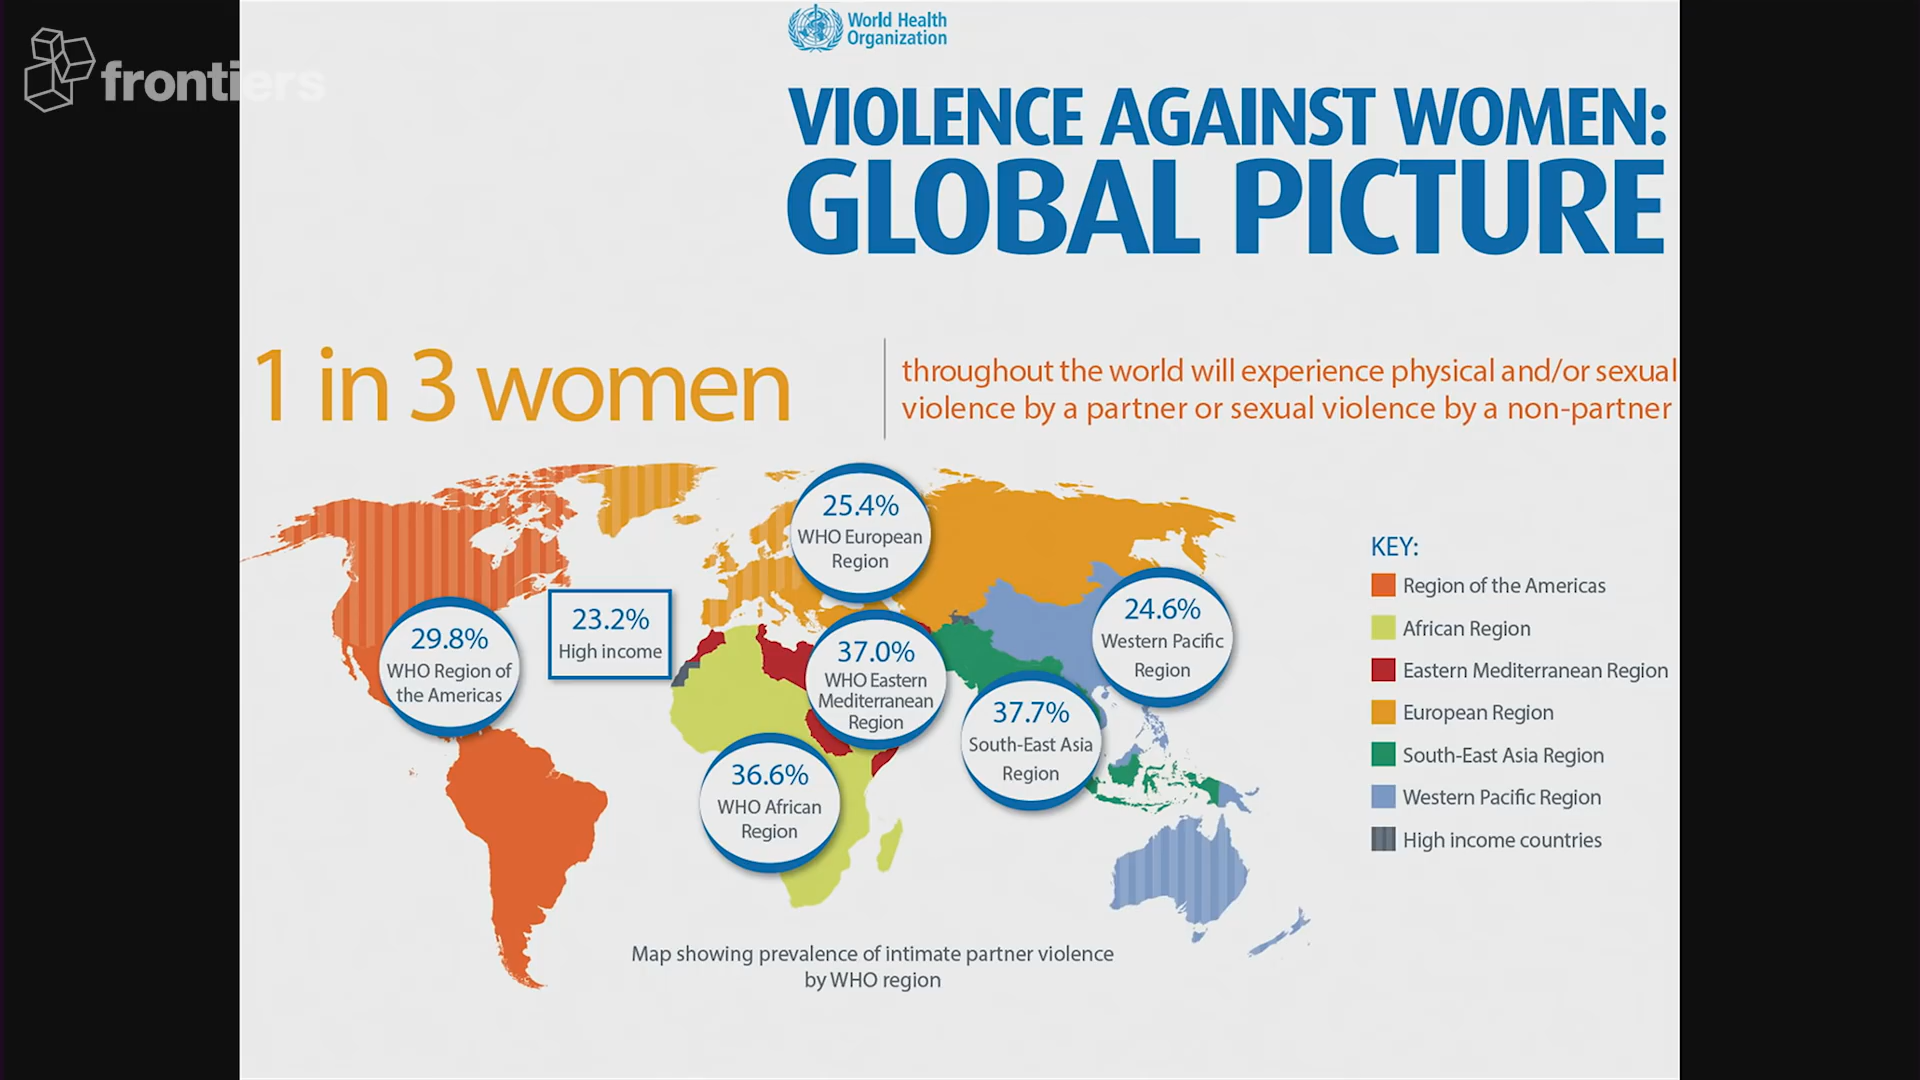 frontiers
World Health
Organization
VIOLENCE AGAINST WOMEN:
GLOBAL PICTURE
1 in 3 women
throughout the world will experience physical and/or sexual
violence by a partner or sexual violence by a non-partner
25.4%
WHO European
Region
29.8%
WHO Region of
the Americas
23.2%
High income
37.0%
WHO Eastern
Mediterranean
Region
24.6%
Western Pacific
Region
37.7%
South-East Asia
Region
36.6%
WHO African
Region
KEY:
Region of the Americas
African Region
Eastern Mediterranean Region
European Region
South-East Asia Region
Western Pacific Region
High income countries
Map showing prevalence of intimate partner violence
by WHO region